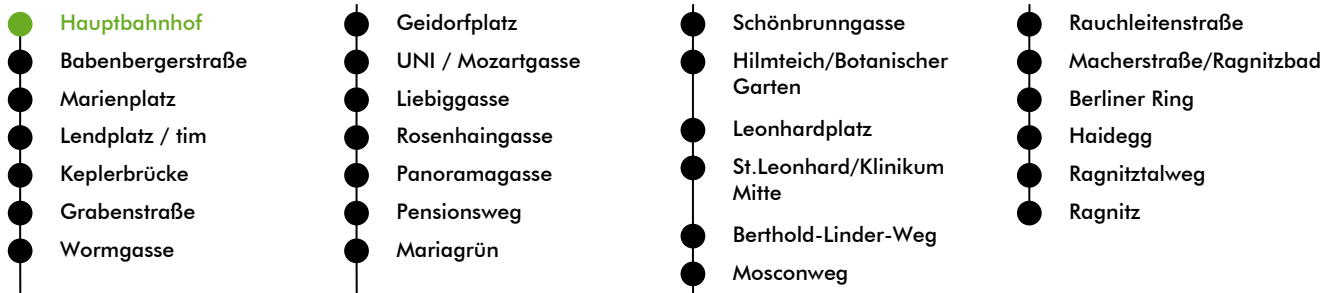 Hauptbahnhof
Babenbergerstraße
Marienplatz
Lendplatz / tim
Keplerbrücke
Grabenstraße
Wormgasse
Geidorfplatz
UNI / Mozartgasse
Liebiggasse
Rosenhaingasse
Panoramagasse
Pensionsweg
Mariagrün
Schönbrunngasse
Hilmteich/Botanischer
Garten
Leonhardplatz
St.Leonhard/Klinikum
Mitte
Berthold-Linder-Weg
Mosconweg
Rauchleitenstraße
Macherstraße/Ragnitzbad
Berliner Ring
Haidegg
Ragnitztalweg
Ragnitz